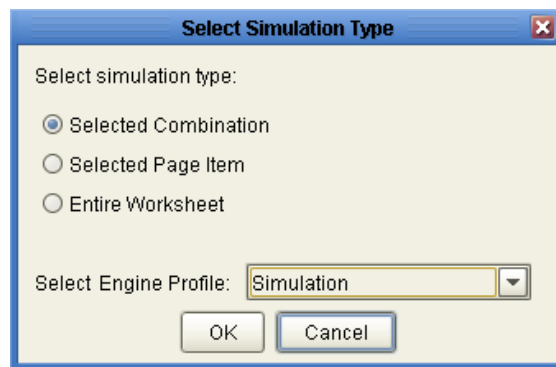 Select Simulation Type
Select simulation type:
Selected Combination
Selected Page Item
Entire Worksheet
Select Engine Profile: Simulation
OK Cancel